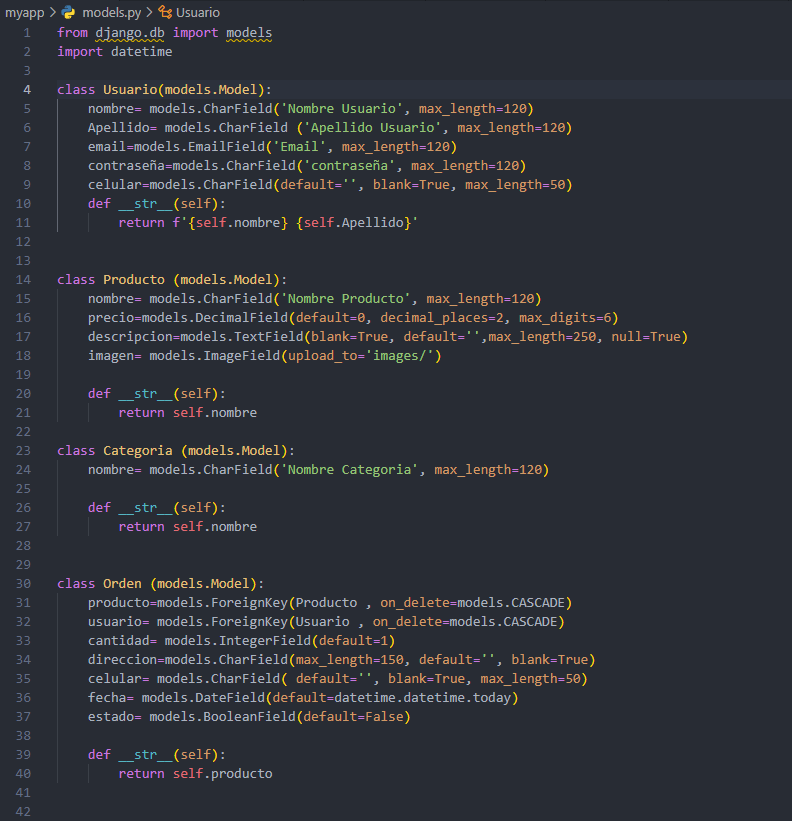 myapp > models.py > Usuario
1 from django.db import models
2 import datetime
3
4 class Usuario(models.Model):
5     nombre= models.CharField('Nombre Usuario', max_length=120)
6     Apellido= models.CharField ('Apellido Usuario', max_length=120)
7     email=models.EmailField('Email', max_length=120)
8     contraseña=models.CharField('contraseña', max_length=120)
9     celular=models.CharField(default='', blank=True, max_length=50)
10     def __str__(self):
11         return f'{self.nombre} {self.Apellido}'
12
13
14 class Producto (models.Model):
15     nombre= models.CharField('Nombre Producto', max_length=120)
16     precio=models.DecimalField(default=0, decimal_places=2, max_digits=6)
17     descripcion=models.TextField(blank=True, default='',max_length=250, null=True)
18     imagen= models.ImageField(upload_to='images/')
19
20     def __str__(self):
21         return self.nombre
22
23 class Categoria (models.Model):
24     nombre= models.CharField('Nombre Categoria', max_length=120)
25
26     def __str__(self):
27         return self.nombre
28
29
30 class Orden (models.Model):
31     producto=models.ForeignKey(Producto , on_delete=models.CASCADE)
32     usuario= models.ForeignKey(Usuario , on_delete=models.CASCADE)
33     cantidad= models.IntegerField(default=1)
34     direccion=models.CharField(max_length=150, default='', blank=True)
35     celular= models.CharField( default='', blank=True, max_length=50)
36     fecha= models.DateField(default=datetime.datetime.today)
37     estado= models.BooleanField(default=False)
38
39     def __str__(self):
40         return self.producto
41
42